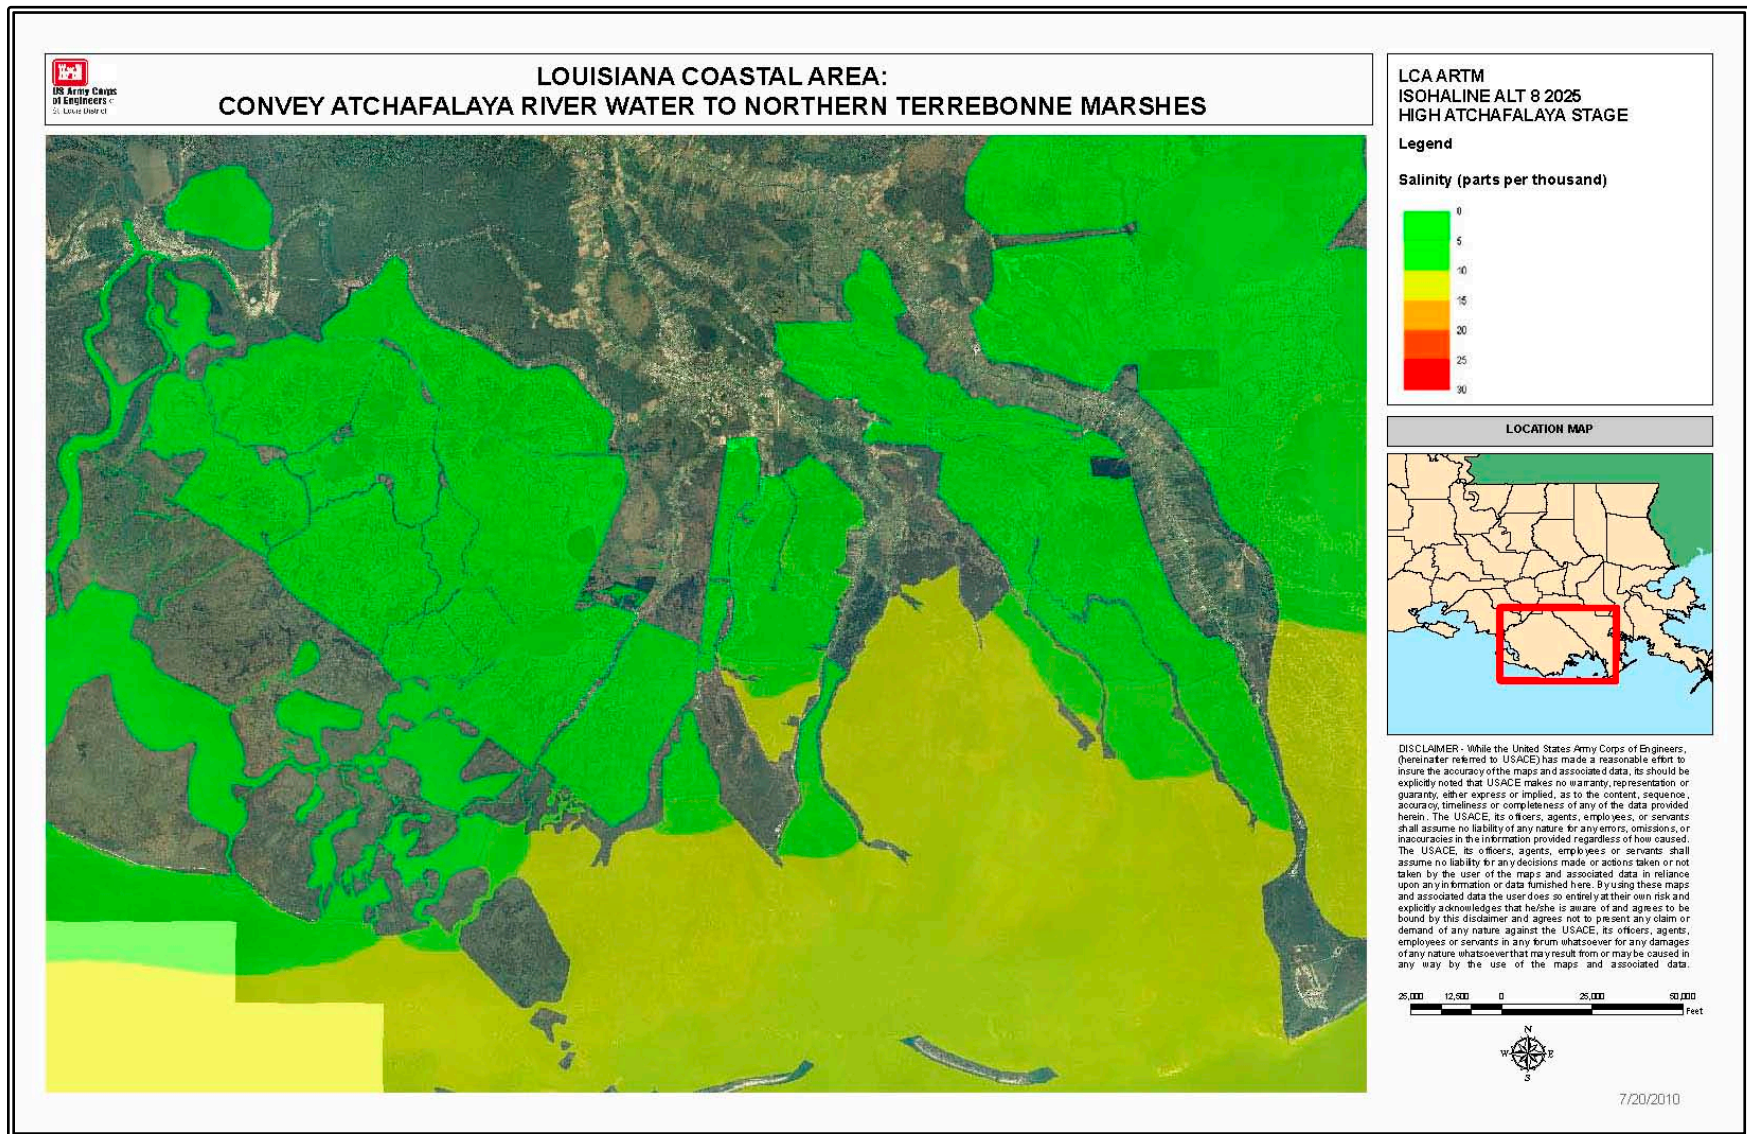 US Army Corps
of Engineers
St. Louis District
LOUISIANA COASTAL AREA:
CONVEY ATCHAFALAYA RIVER WATER TO NORTHERN TERREBONNE MARSHES
LCA ARTM
ISOHALINE ALT 8 2025
HIGH ATCHAFALAYA STAGE
Legend
Salinity (parts per thousand)
0
5
10
15
20
25
30
LOCATION MAP
DISCLAIMER - While the United States Army Corps of Engineers,
(hereinafter referred to USACE) has made a reasonable effort to
insure the accuracy of the maps and associated data, its should be
explicitly noted that USACE makes no warranty, representation or
guaranty, either express or implied, as to the content, sequence,
accuracy, timeliness or completeness of any of the data provided
herein. The USACE, its officers, agents, employees, or servants
shall assume no liability of any nature for any errors, omissions, or
inaccuracies in the information provided regardless of how caused.
The USACE, its officers, agents, employees or servants shall
assume no liability for any decisions made or actions taken or not
taken by the user of the maps and associated data in reliance
upon any information or data furnished here. By using these maps
and associated data the user does so entirely at their own risk and
explicitly acknowledges that he/she is aware of and agrees to be
bound by this disclaimer and agrees not to present any claim or
demand of any nature against the USACE, its officers, agents,
employees or servants in any forum whatsoever for any damages
of any nature whatsoever that may result from or may be caused in
any way by the use of the maps and associated data.
25,000 12,500 0 25,000 50,000
Feet
N
W E
S
7/20/2010